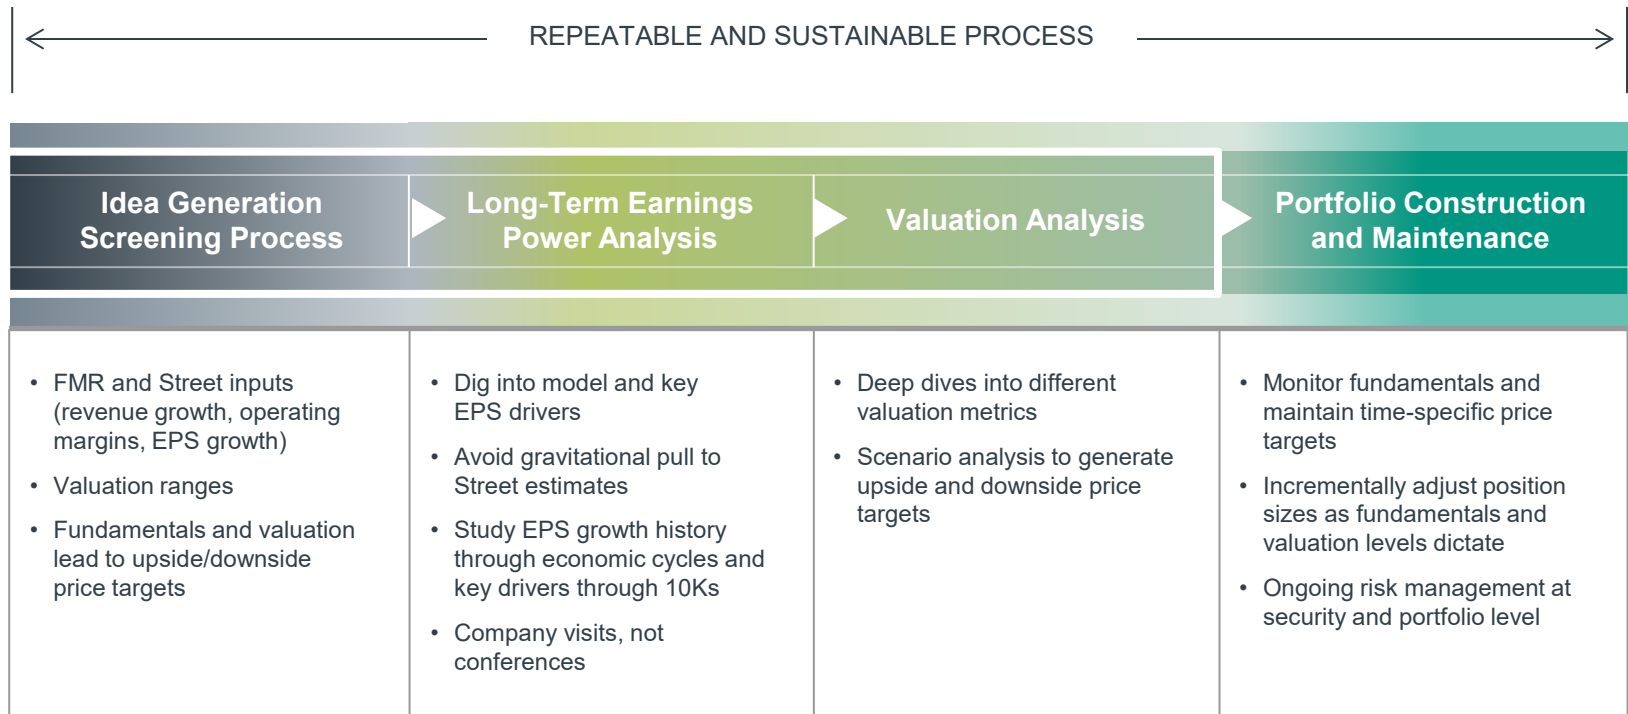 REPEATABLE AND SUSTAINABLE PROCESS
Idea Generation
Screening Process
Long-Term Earnings
Power Analysis
Valuation Analysis
Portfolio Construction
and Maintenance
• FMR and Street inputs
(revenue growth, operating
margins, EPS growth)
• Valuation ranges
• Fundamentals and valuation
lead to upside/downside
price targets
• Dig into model and key
EPS drivers
• Avoid gravitational pull to
Street estimates
• Study EPS growth history
through economic cycles and
key drivers through 10Ks
• Company visits, not
conferences
• Deep dives into different
valuation metrics
• Scenario analysis to generate
upside and downside price
targets
• Monitor fundamentals and
maintain time-specific price
targets
• Incrementally adjust position
sizes as fundamentals and
valuation levels dictate
• Ongoing risk management at
security and portfolio level